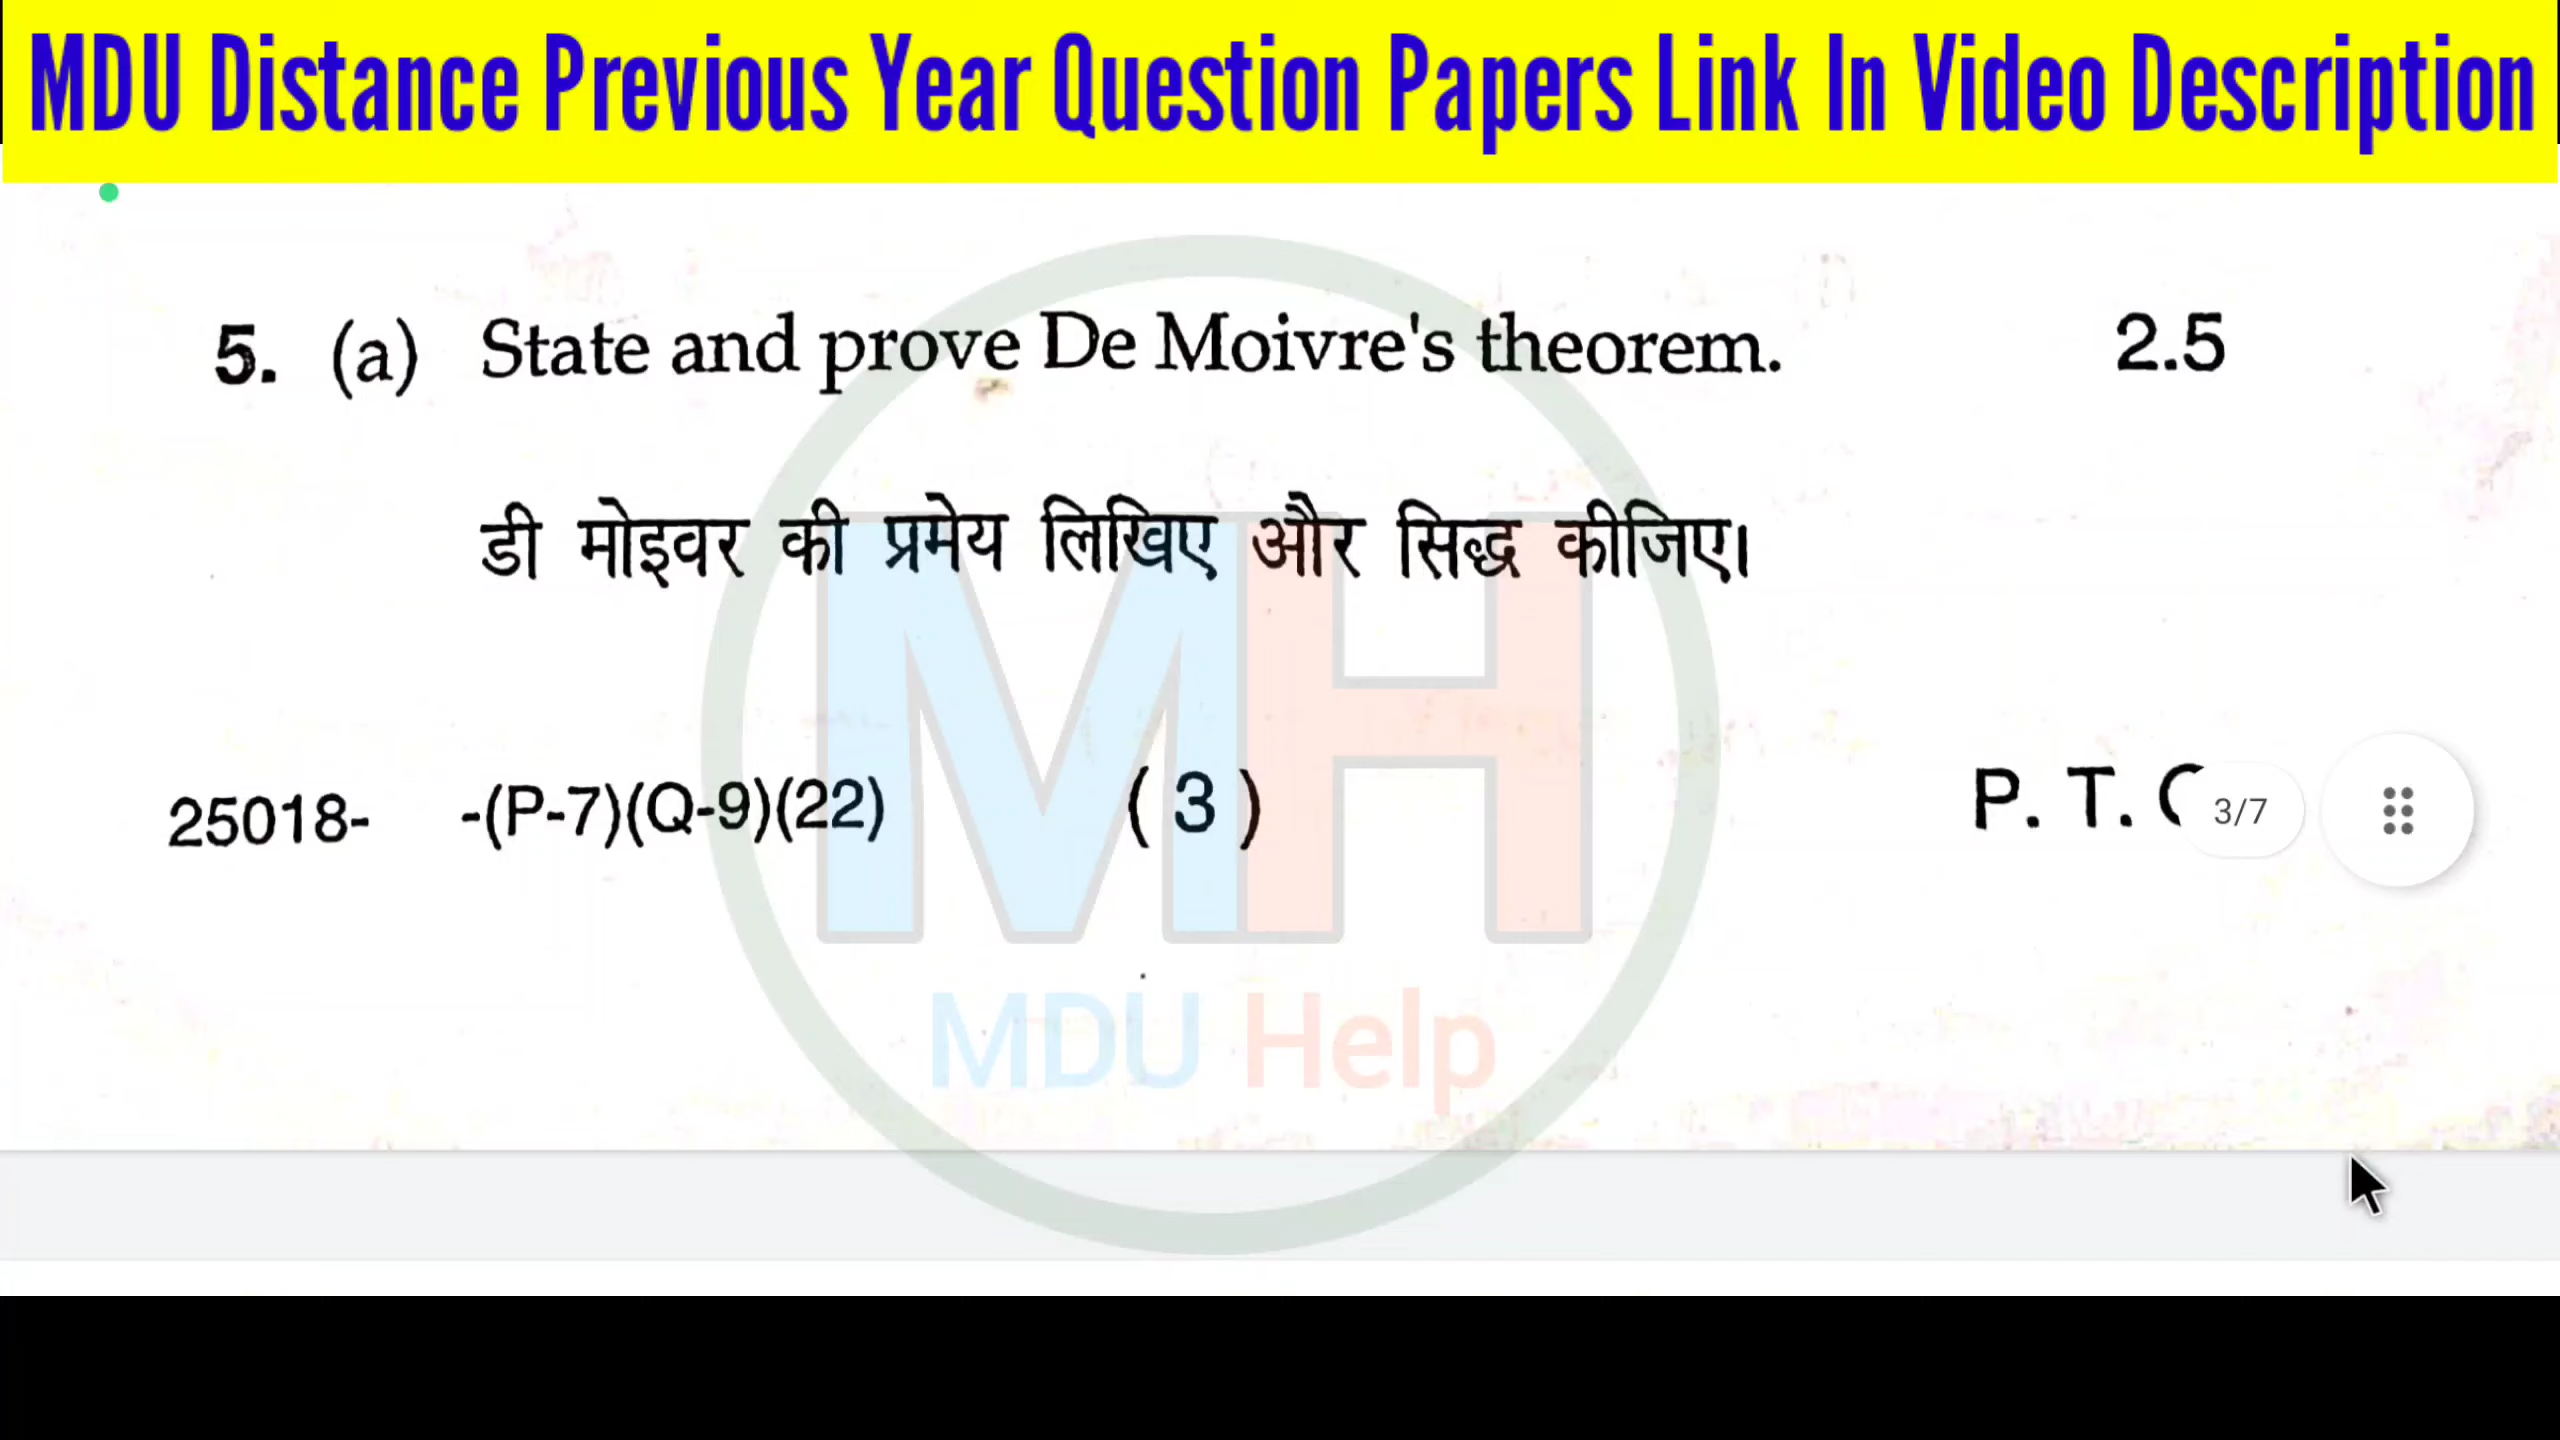 MDU Distance Previous Year Question Papers Link In Video Description
5. (a) State and prove De Moivre's theorem. 2.5
डी मोइवर की प्रमेय लिखिए और सिद्ध कीजिए।
25018- -(P-7)(Q-9)(22) (3) P. T. 3/7
MH
MDU Help